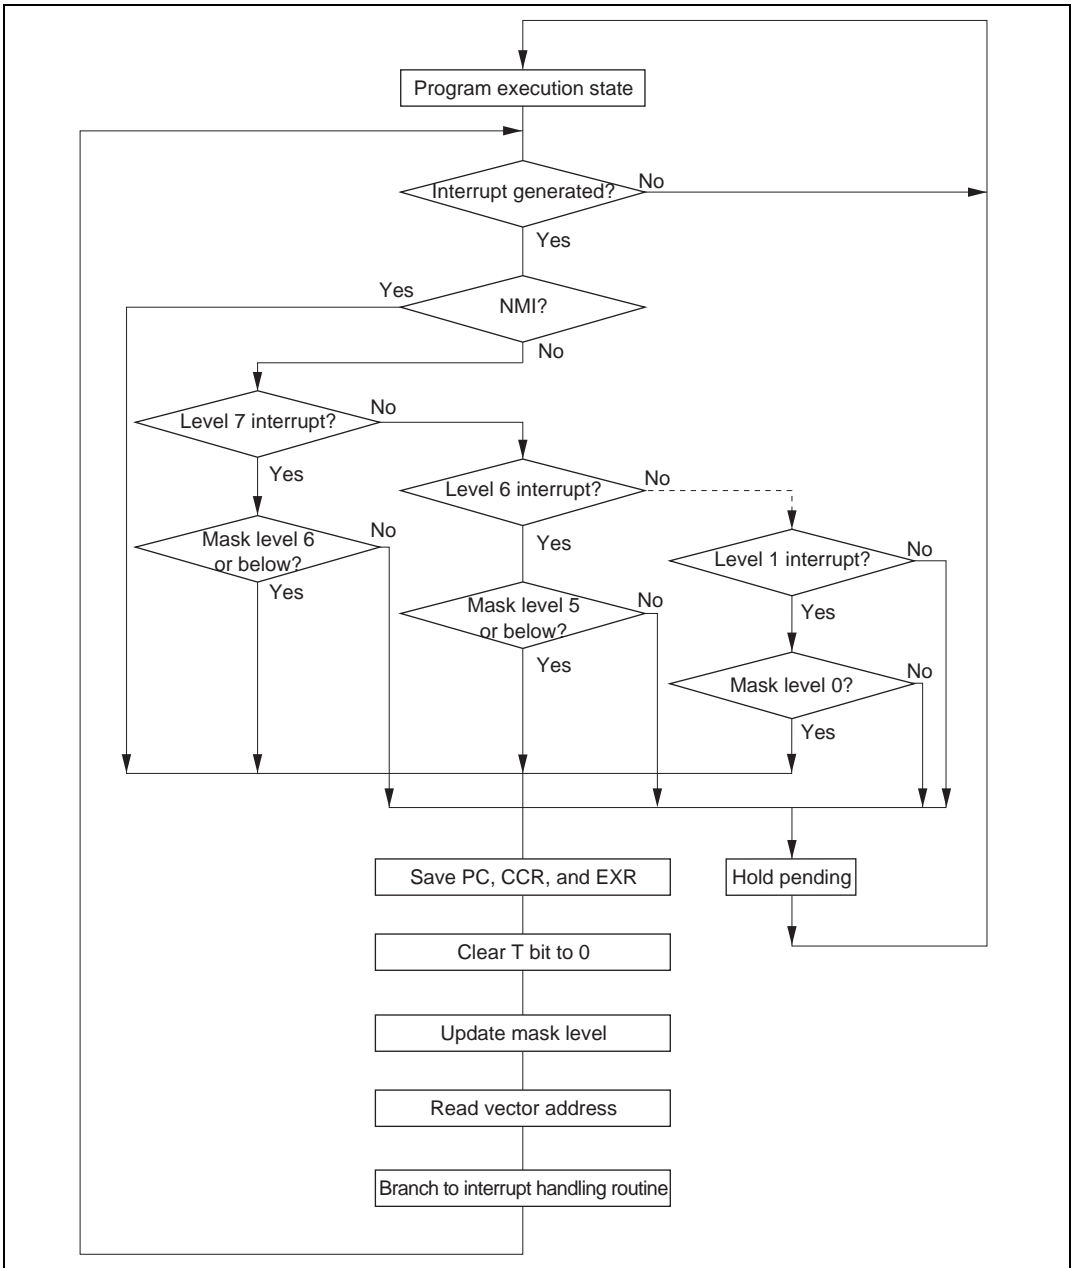 Program execution state
Interrupt generated?
No
Yes
Yes
NMI?
No
Level 7 interrupt?
No
Yes
Level 6 interrupt?
No
Mask level 6
or below?
No
Yes
Level 1 interrupt?
No
Yes
Mask level 5
or below?
No
Yes
Yes
Mask level 0?
No
Yes
Save PC, CCR, and EXR
Hold pending
Clear T bit to 0
Update mask level
Read vector address
Branch to interrupt handling routine